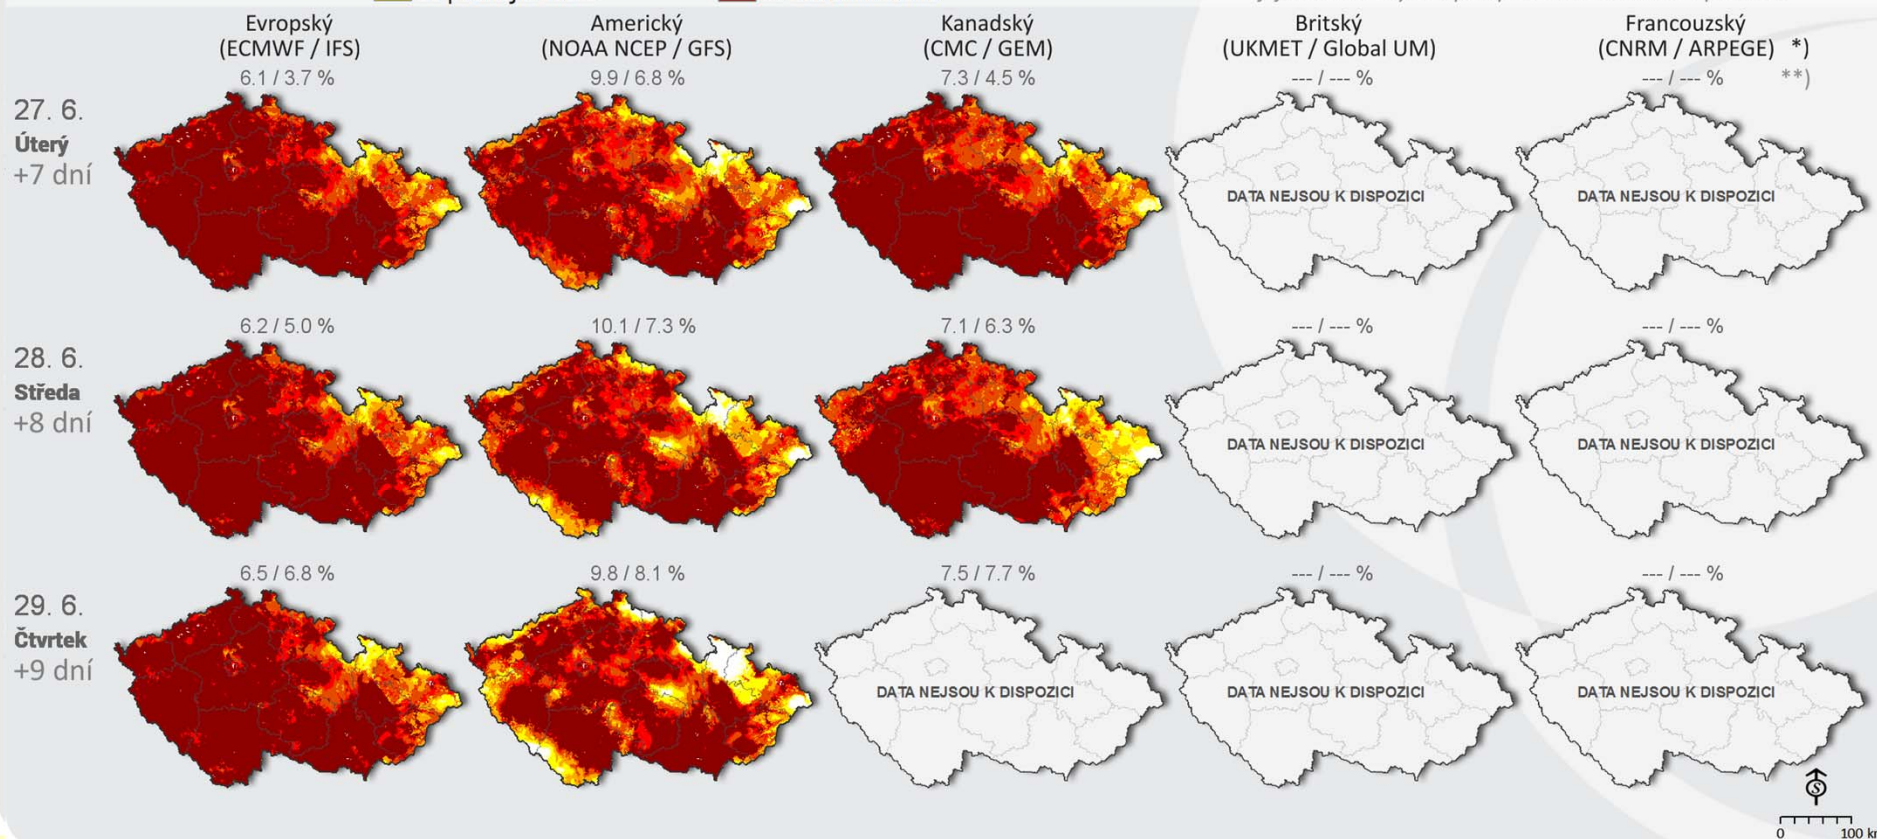 Evropský
(ECMWF / IFS)
Americký
(NOAA NCEP / GFS)
Kanadský
(CMC / GEM)
Britský
(UKMET / Global UM)
Francouzský
(CNRM / ARPEGE) *)
6.1 / 3.7 %
9.9 / 6.8 %
7.3 / 4.5 %
--- / --- %
--- / --- % **)
27. 6.
Úterý
+7 dní
DATA NEJSOU K DISPOZICI
DATA NEJSOU K DISPOZICI
6.2 / 5.0 %
10.1 / 7.3 %
7.1 / 6.3 %
--- / --- %
--- / --- %
28. 6.
Středa
+8 dní
DATA NEJSOU K DISPOZICI
DATA NEJSOU K DISPOZICI
6.5 / 6.8 %
9.8 / 8.1 %
7.5 / 7.7 %
--- / --- %
--- / --- %
29. 6.
Čtvrtek
+9 dní
DATA NEJSOU K DISPOZICI
DATA NEJSOU K DISPOZICI
DATA NEJSOU K DISPOZICI
S
0 100 km